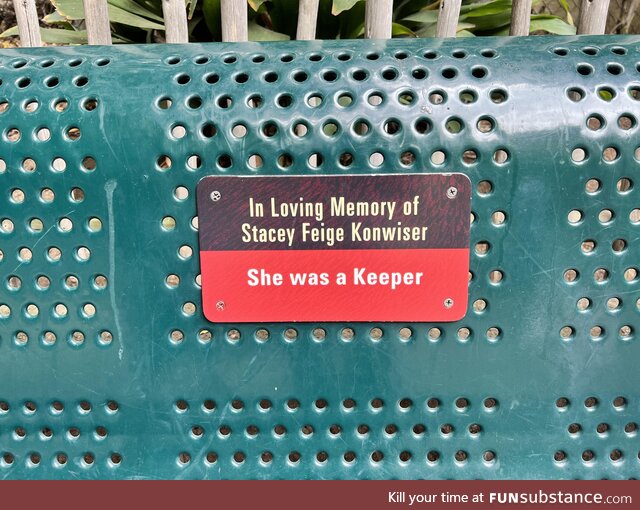 In Loving Memory of
Stacey Feige Konwiser
She was a Keeper
Kill your time at FUNsubstance.com